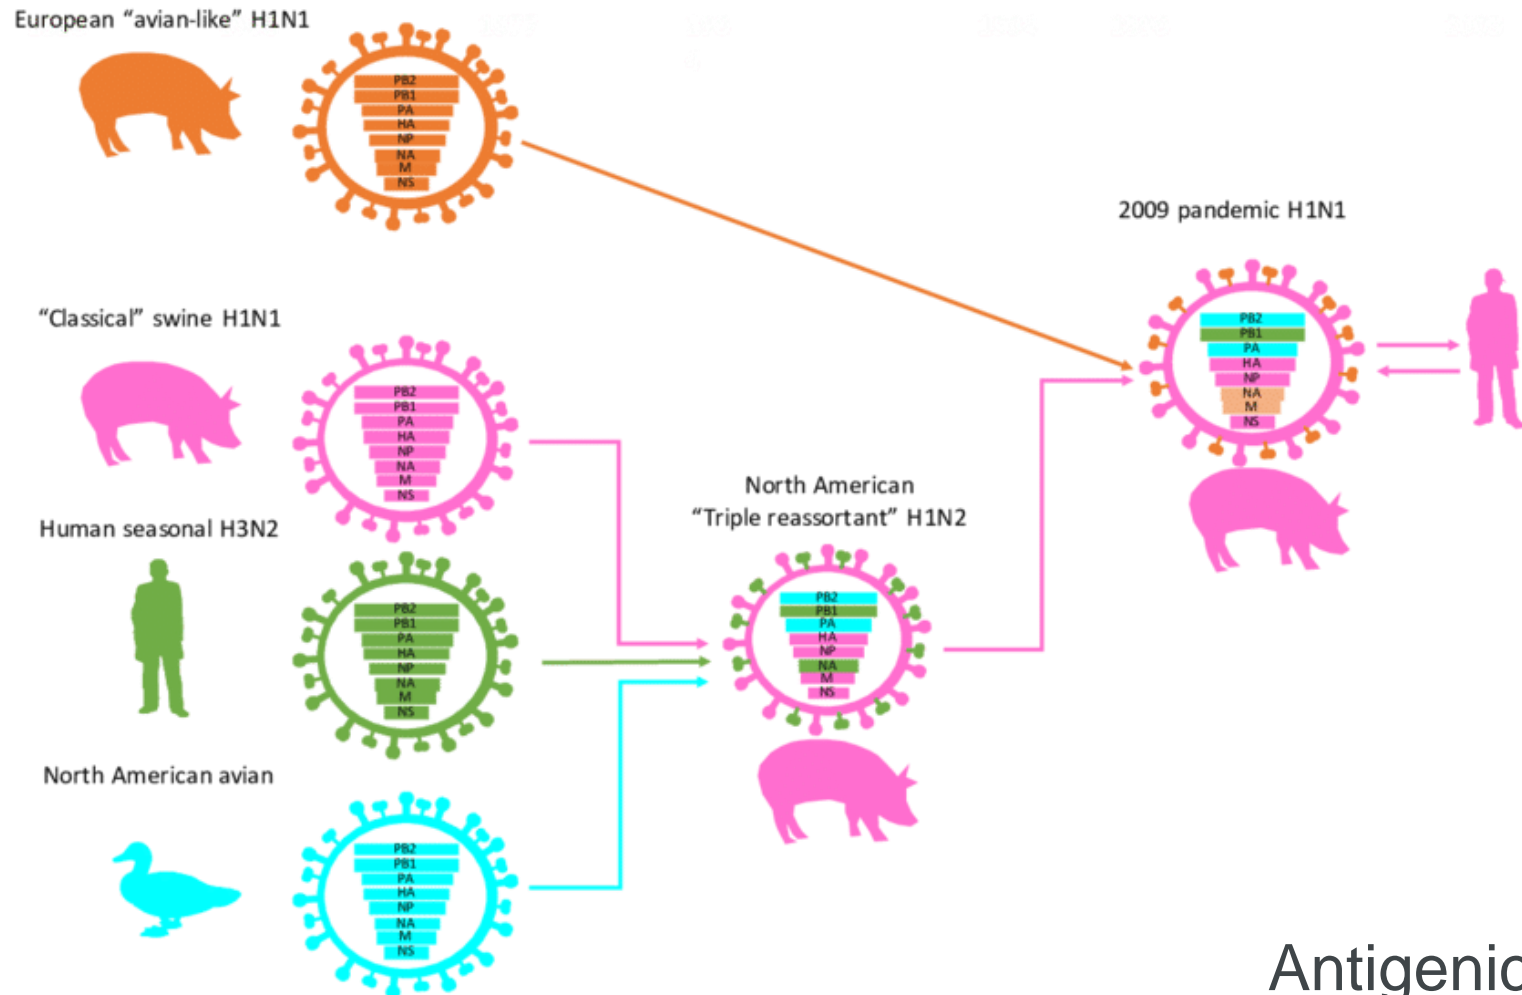 European “avian-like” H1N1
PB2
PB1
PA
HA
NP
NA
M
NS
“Classical” swine H1N1
PB2
PB1
PA
HA
NP
NA
M
NS
Human seasonal H3N2
PB2
PB1
PA
HA
NP
NA
M
NS
North American avian
PB2
PB1
PA
HA
NP
NA
M
NS
North American
“Triple reassortant” H1N2
PB2
PB1
PA
HA
NP
NA
M
NS
2009 pandemic H1N1
PB2
PB1
PA
HA
NP
NA
M
NS
Antigenic